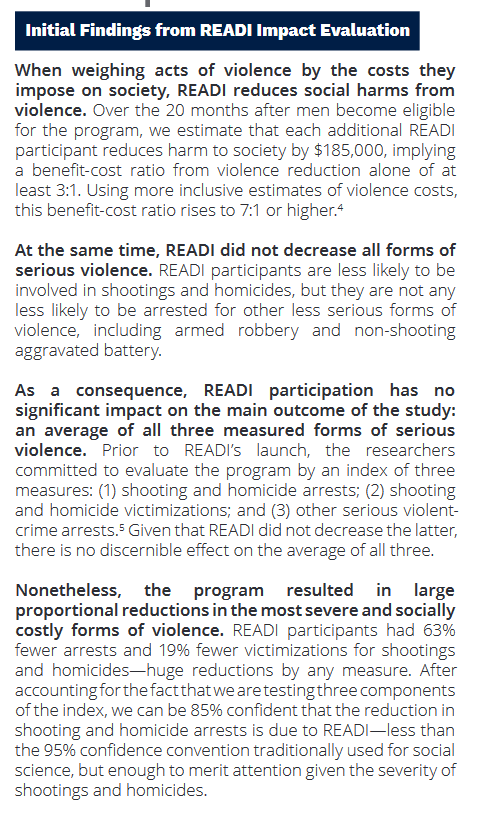 Initial Findings from READI Impact Evaluation
When weighing acts of violence by the costs they
impose on society, READI reduces social harms from
violence. Over the 20 months after men become eligible
for the program, we estimate that each additional READI
participant reduces harm to society by $185,000, implying
a benefit-cost ratio from violence reduction alone of at
least 3:1. Using more inclusive estimates of violence costs,
this benefit-cost ratio rises to 7:1 or higher.⁴
At the same time, READI did not decrease all forms of
serious violence. READI participants are less likely to be
involved in shootings and homicides, but they are not any
less likely to be arrested for other less serious forms of
violence, including armed robbery and non-shooting
aggravated battery.
As a consequence, READI participation has no
significant impact on the main outcome of the study:
an average of all three measured forms of serious
violence. Prior to READI’s launch, the researchers
committed to evaluate the program by an index of three
measures: (1) shooting and homicide arrests; (2) shooting
and homicide victimizations; and (3) other serious violent-
crime arrests.⁵ Given that READI did not decrease the latter,
there is no discernible effect on the average of all three.
Nonetheless, the program resulted in large
proportional reductions in the most severe and socially
costly forms of violence. READI participants had 63%
fewer arrests and 19% fewer victimizations for shootings
and homicides—huge reductions by any measure. After
accounting for the fact that we are testing three components
of the index, we can be 85% confident that the reduction in
shooting and homicide arrests is due to READI—less than
the 95% confidence convention traditionally used for social
science, but enough to merit attention given the severity of
shootings and homicides.